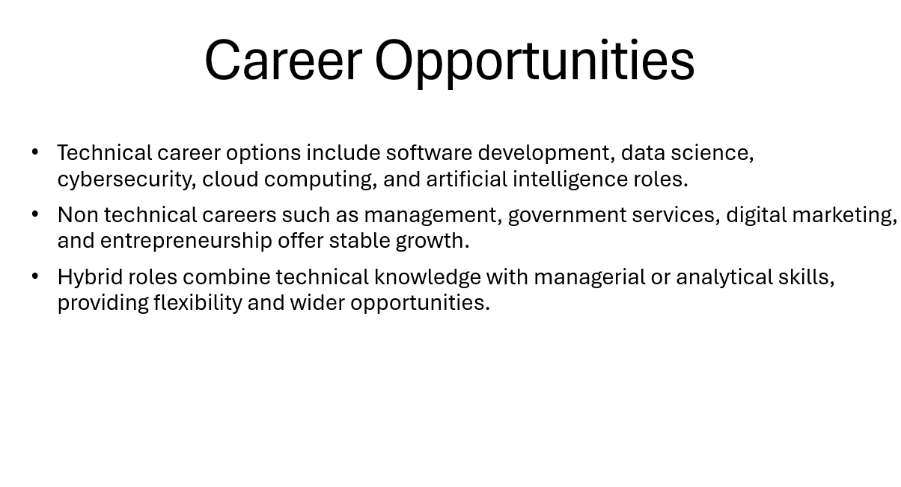 Career Opportunities
• Technical career options include software development, data science,
cybersecurity, cloud computing, and artificial intelligence roles.
• Non technical careers such as management, government services, digital marketing,
and entrepreneurship offer stable growth.
• Hybrid roles combine technical knowledge with managerial or analytical skills,
providing flexibility and wider opportunities.